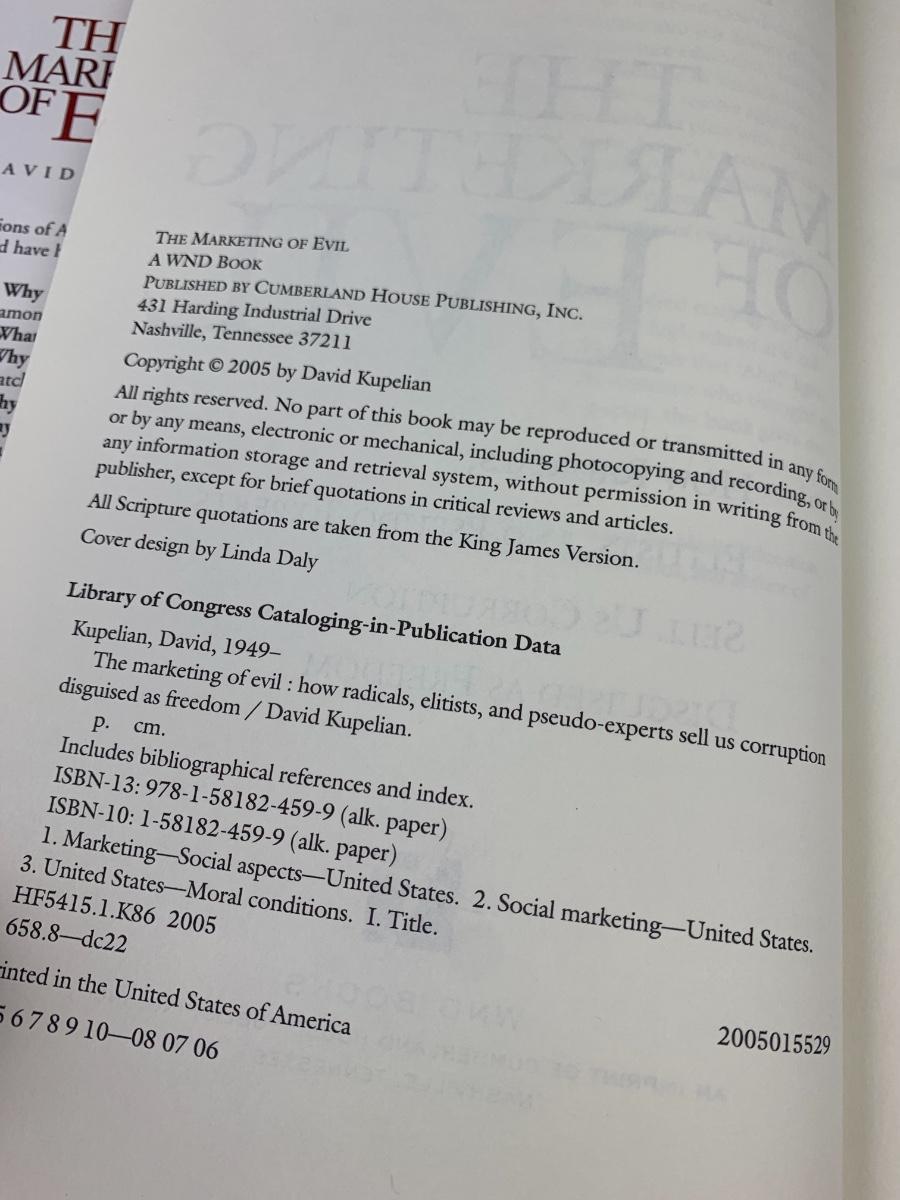 TH
MARK
OF E
AVID
ions of A
d have h
Why
amon
What
Why
atch
hy
THE MARKETING OF EVIL
A WND BOOK
PUBLISHED BY CUMBERLAND HOUSE PUBLISHING, INC.
431 Harding Industrial Drive
Nashville, Tennessee 37211
Copyright © 2005 by David Kupelian
All rights reserved. No part of this book may be reproduced or transmitted in any form
or by any means, electronic or mechanical, including photocopying and recording, or by
any information storage and retrieval system, without permission in writing from the
publisher, except for brief quotations in critical reviews and articles.
All Scripture quotations are taken from the King James Version.
Cover design by Linda Daly
Library of Congress Cataloging-in-Publication Data
Kupelian, David, 1949–
The marketing of evil : how radicals, elitists, and pseudo-experts sell us corruption
disguised as freedom / David Kupelian.
p. cm.
Includes bibliographical references and index.
ISBN-13: 978-1-58182-459-9 (alk. paper)
ISBN-10: 1-58182-459-9 (alk. paper)
1. Marketing—Social aspects—United States. 2. Social marketing—United States.
3. United States—Moral conditions. I. Title.
HF5415.1.K86 2005
658.8—dc22
2005015529
rinted in the United States of America
5 6 7 8 9 10—08 07 06